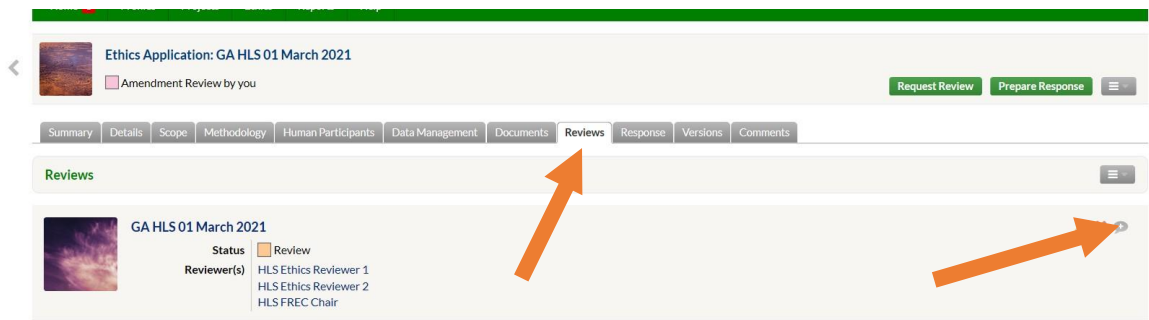 Ethics Application: GA HLS 01 March 2021
Amendment Review by you
Request Review Prepare Response
Summary Details Scope Methodology Human Participants Data Management Documents Reviews Response Versions Comments
Reviews
GA HLS 01 March 2021
Status Review
Reviewer(s) HLS Ethics Reviewer 1
HLS Ethics Reviewer 2
HLS FREC Chair